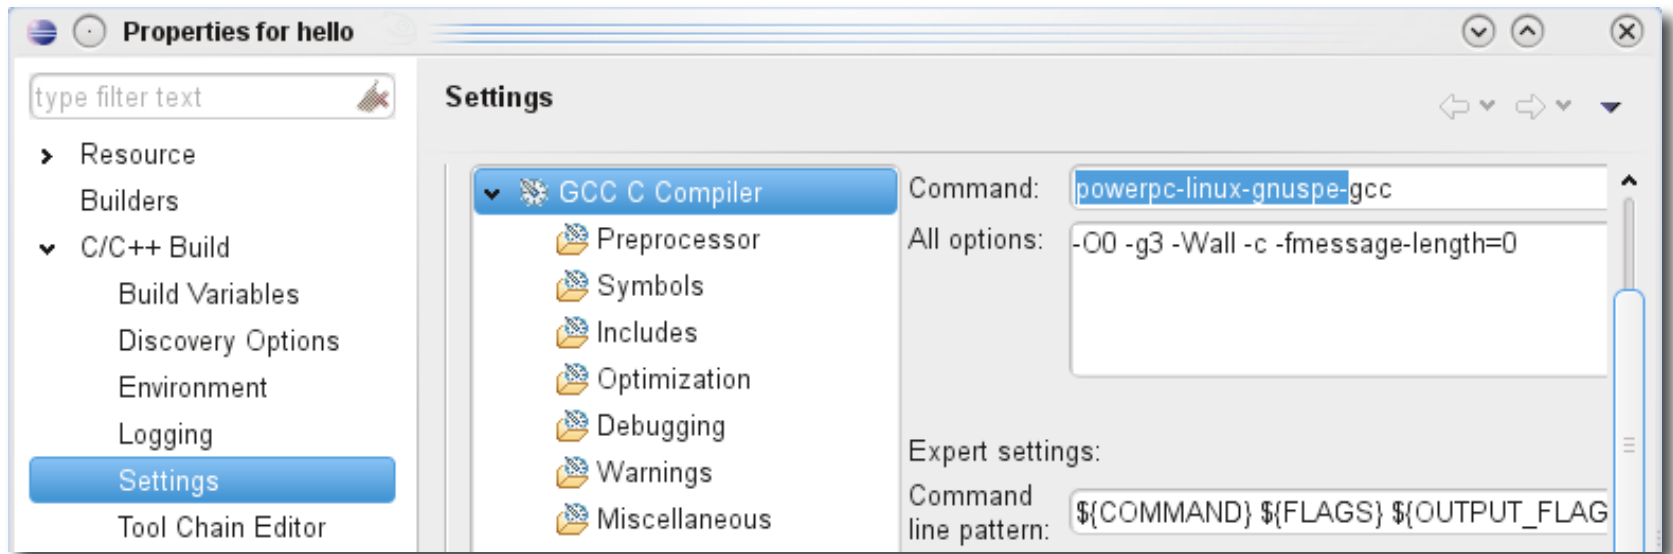 Properties for hello
type filter text
Resource
Builders
C/C++ Build
Build Variables
Discovery Options
Environment
Logging
Settings
Tool Chain Editor
Settings
GCC C Compiler
Preprocessor
Symbols
Includes
Optimization
Debugging
Warnings
Miscellaneous
Command: powerpc-linux-gnuspe-gcc
All options: -O0 -g3 -Wall -c -fmessage-length=0
Expert settings:
Command
line pattern: ${COMMAND} ${FLAGS} ${OUTPUT_FLAG